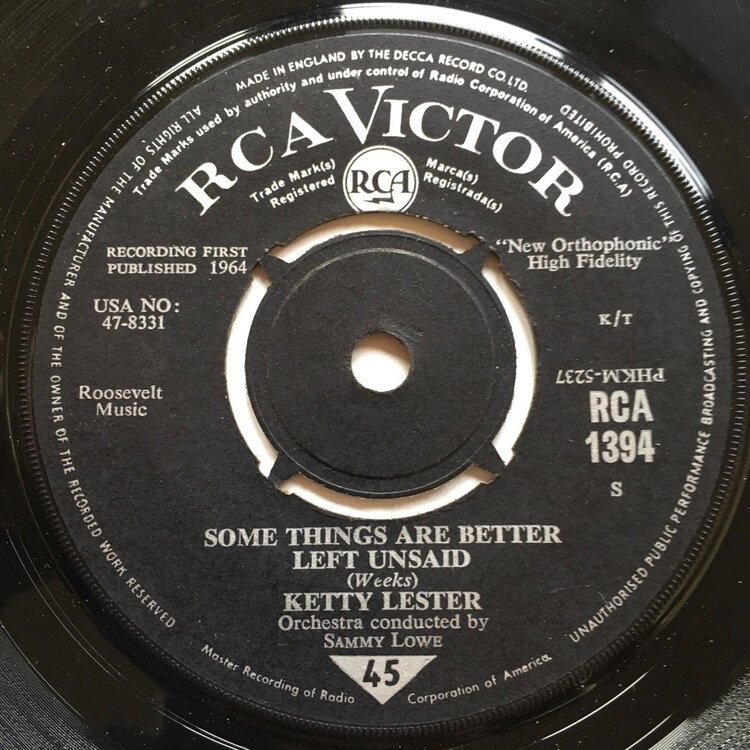 MADE IN ENGLAND BY THE DECCA RECORD CO. LTD.
Trade Marks used by authority and under control of Radio Corporation of America (R.C.A)
ALL RIGHTS OF THE MANUFACTURER AND OF THE OWNER OF THE RECORDED WORK RESERVED
UNAUTHORISED PUBLIC PERFORMANCE BROADCASTING AND COPYING OF THIS RECORD PROHIBITED
RCA VICTOR
Trade Mark(s)
Registered
RCA
Marca(s)
Registrada(s)
RECORDING FIRST
PUBLISHED 1964
"New Orthophonic"
High Fidelity
USA NO:
47-8331
K/T
Roosevelt
Music
PHKM-5237
RCA
1394
S
SOME THINGS ARE BETTER
LEFT UNSAID
(Weeks)
KETTY LESTER
Orchestra conducted by
SAMMY LOWE
45
Master Recording of Radio Corporation of America